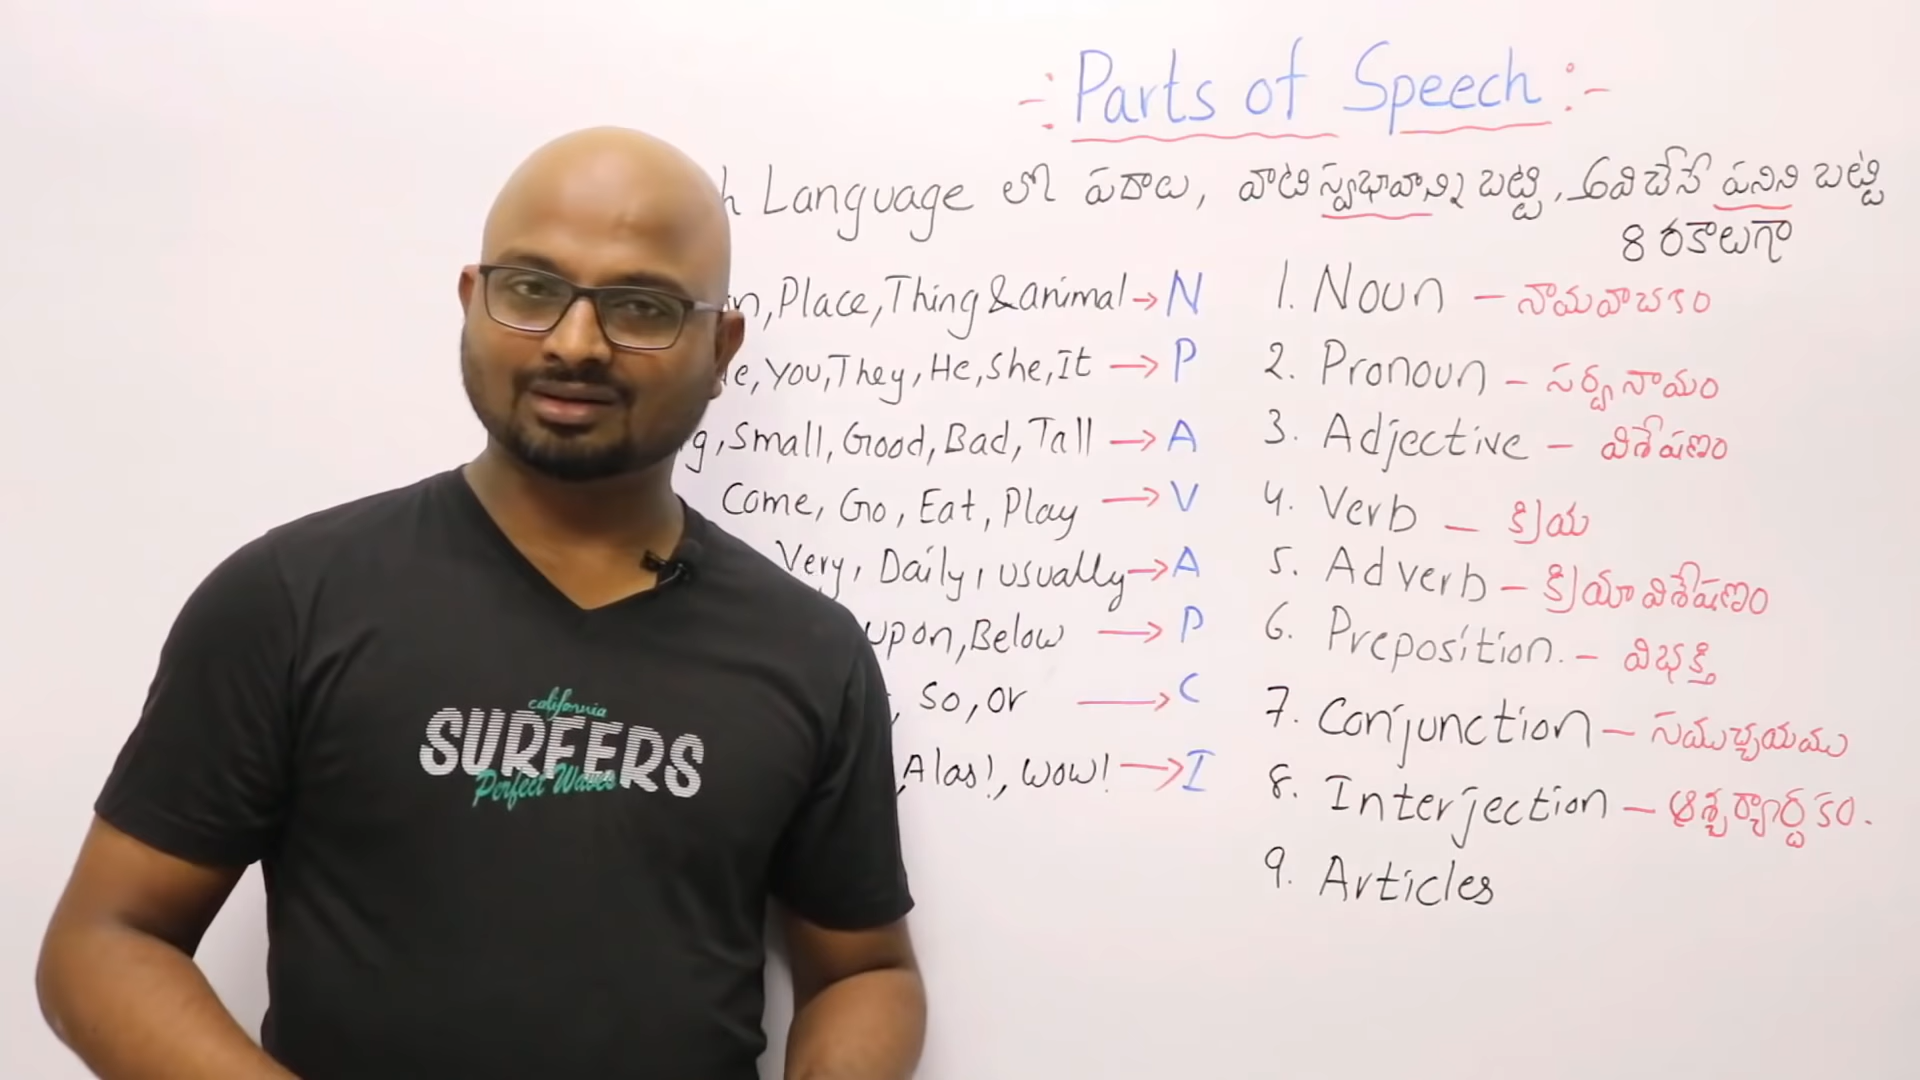 -: Parts of Speech :-
Language లో పదాలు, వాటి స్వభావాన్ని బట్టి, అవి చేసే పనిని బట్టి
8 రకాలుగా
, Place, Thing & animal → N
1. Noun - నామవాచకం
, You, They, He, She, It → P
2. Pronoun - సర్వనామం
, Small, Good, Bad, Tall → A
3. Adjective - విశేషణం
Come, Go, Eat, Play → V
4. Verb - క్రియ
Very, Daily, usually → A
5. Adverb - క్రియా విశేషణం
upon, Below → P
6. Preposition. - విభక్తి
, So, or → C
7. Conjunction - సముచ్చయము
, Alas!, wow! → I
8. Interjection - ఆశ్చర్యార్థకం.
9. Articles
california
SURFERS
Perfect Waves